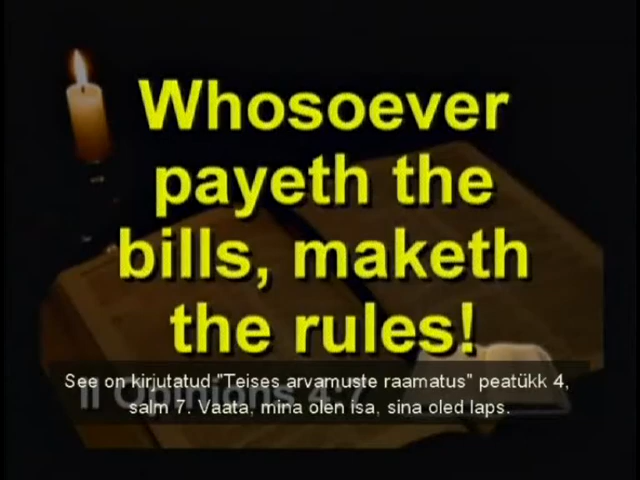 Whosoever
payeth the
bills, maketh
the rules!
II Opinions 4:7
See on kirjutatud "Teises arvamuste raamatus" peatükk 4,
salm 7. Vaata, mina olen isa, sina oled laps.